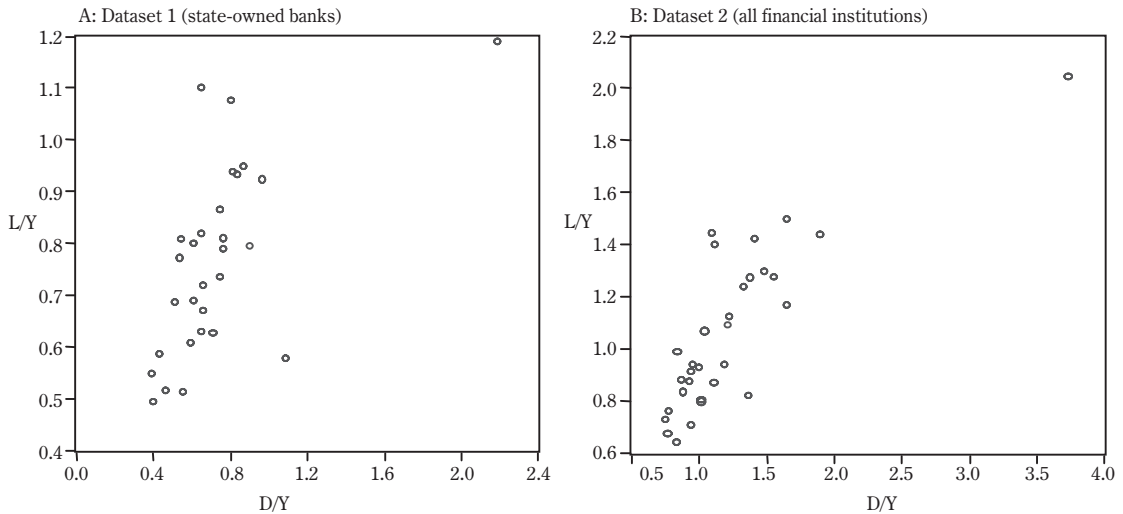 A: Dataset 1 (state-owned banks)
1.2
1.1
1.0
0.9
L/Y
0.8
0.7
0.6
0.5
0.4
0.0 0.4 0.8 1.2 1.6 2.0 2.4
D/Y
B: Dataset 2 (all financial institutions)
2.2
2.0
1.8
1.6
L/Y
1.4
1.2
1.0
0.8
0.6
0.5 1.0 1.5 2.0 2.5 3.0 3.5 4.0
D/Y